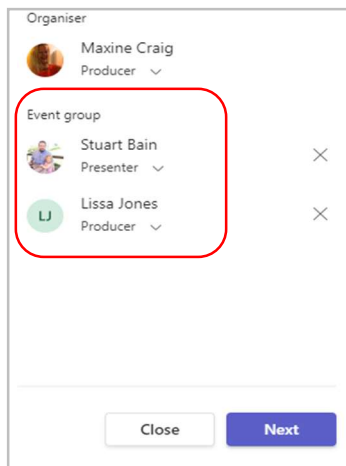 Organiser
Maxine Craig
Producer
Event group
Stuart Bain
Presenter
LJ
Lissa Jones
Producer
Close
Next